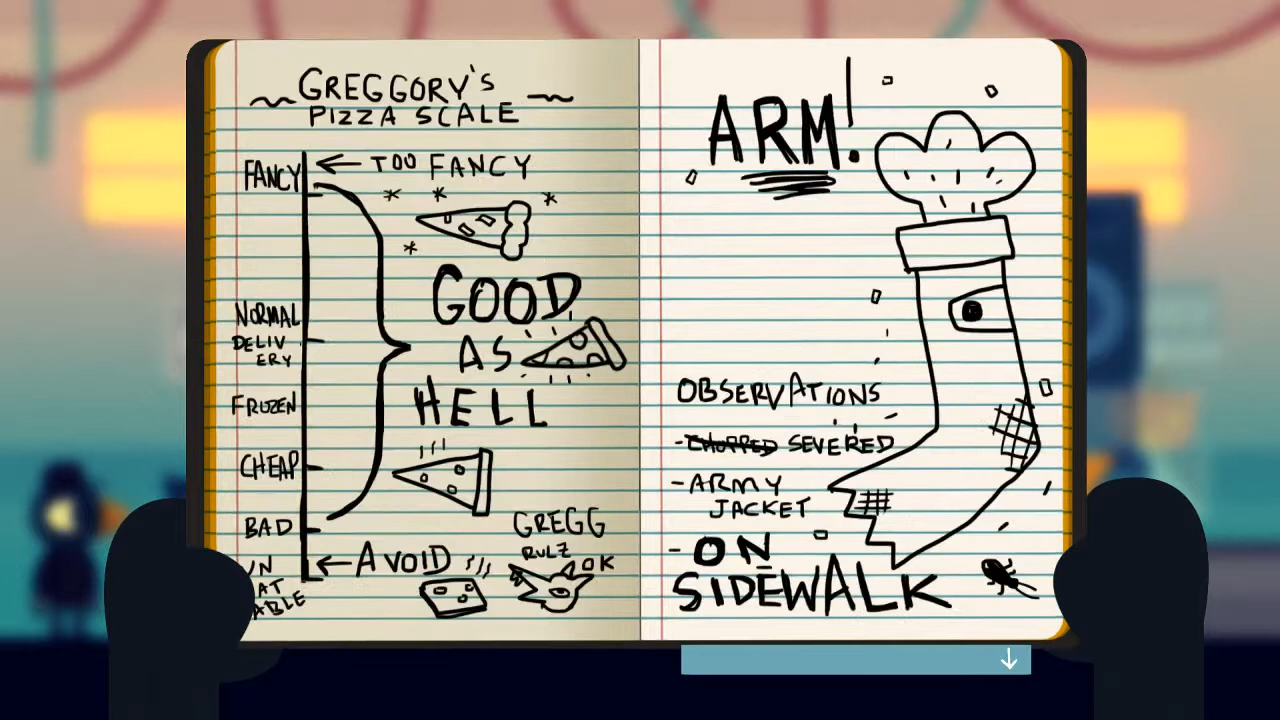 GREGGORY'S
PIZZA SCALE
FANCY
← TOO FANCY
NORMAL
DELIV
ERY
FROZEN
CHEAP
BAD
← AVOID
GOOD
AS
HELL
GREGG
RULZ
OK
ARM!
OBSERVATIONS
- CHOPPED SEVERED
- ARMY
JACKET
- ON
SIDEWALK